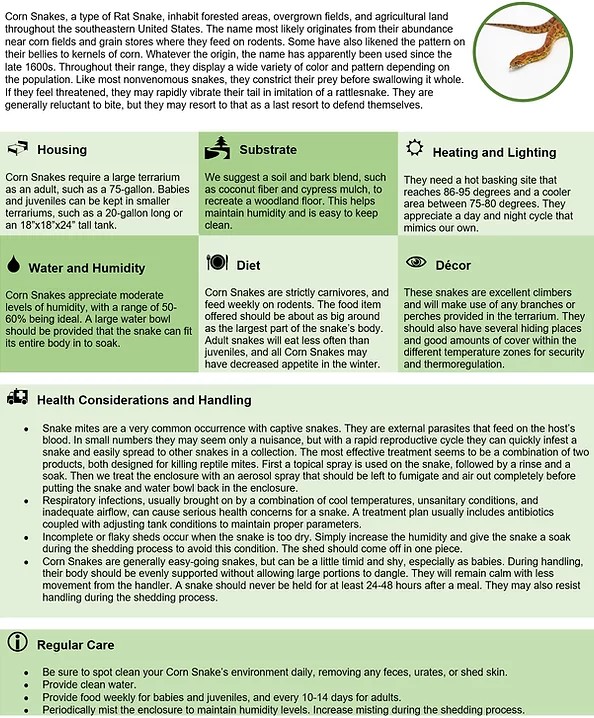 Corn Snakes, a type of Rat Snake, inhabit forested areas, overgrown fields, and agricultural land
throughout the southeastern United States. The name most likely originates from their abundance
near corn fields and grain stores where they feed on rodents. Some have also likened the pattern on
their bellies to kernels of corn. Whatever the origin, the name has apparently been used since the
late 1600s. Throughout their range, they display a wide variety of color and pattern depending on
the population. Like most nonvenomous snakes, they constrict their prey before swallowing it whole.
If they feel threatened, they may rapidly vibrate their tail in imitation of a rattlesnake. They are
generally reluctant to bite, but they may resort to that as a last resort to defend themselves.
Housing
Corn Snakes require a large terrarium
as an adult, such as a 75-gallon. Babies
and juveniles can be kept in smaller
terrariums, such as a 20-gallon long or
an 18"x18"x24" tall tank.
Substrate
We suggest a soil and bark blend, such
as coconut fiber and cypress mulch, to
recreate a woodland floor. This helps
maintain humidity and is easy to keep
clean.
Heating and Lighting
They need a hot basking site that
reaches 86-95 degrees and a cooler
area between 75-80 degrees. They
appreciate a day and night cycle that
mimics our own.
Water and Humidity
Corn Snakes appreciate moderate
levels of humidity, with a range of 50-
60% being ideal. A large water bowl
should be provided that the snake can fit
its entire body in to soak.
Diet
Corn Snakes are strictly carnivores, and
feed weekly on rodents. The food item
offered should be about as big around
as the largest part of the snake's body.
Adult snakes will eat less often than
juveniles, and all Corn Snakes may
have decreased appetite in the winter.
Décor
These snakes are excellent climbers
and will make use of any branches or
perches provided in the terrarium. They
should also have several hiding places
and good amounts of cover within the
different temperature zones for security
and thermoregulation.
Health Considerations and Handling
• Snake mites are a very common occurrence with captive snakes. They are external parasites that feed on the host's
blood. In small numbers they may seem only a nuisance, but with a rapid reproductive cycle they can quickly infest a
snake and easily spread to other snakes in a collection. The most effective treatment seems to be a combination of two
products, both designed for killing reptile mites. First a topical spray is used on the snake, followed by a rinse and a
soak. Then we treat the enclosure with an aerosol spray that should be left to fumigate and air out completely before
putting the snake and water bowl back in the enclosure.
• Respiratory infections, usually brought on by a combination of cool temperatures, unsanitary conditions, and
inadequate airflow, can cause serious health concerns for a snake. A treatment plan usually includes antibiotics
coupled with adjusting tank conditions to maintain proper parameters.
• Incomplete or flaky sheds occur when the snake is too dry. Simply increase the humidity and give the snake a soak
during the shedding process to avoid this condition. The shed should come off in one piece.
• Corn Snakes are generally easy-going snakes, but can be a little timid and shy, especially as babies. During handling,
their body should be evenly supported without allowing large portions to dangle. They will remain calm with less
movement from the handler. A snake should never be held for at least 24-48 hours after a meal. They may also resist
handling during the shedding process.
Regular Care
• Be sure to spot clean your Corn Snake's environment daily, removing any feces, urates, or shed skin.
• Provide clean water.
• Provide food weekly for babies and juveniles, and every 10-14 days for adults.
• Periodically mist the enclosure to maintain humidity levels. Increase misting during the shedding process.